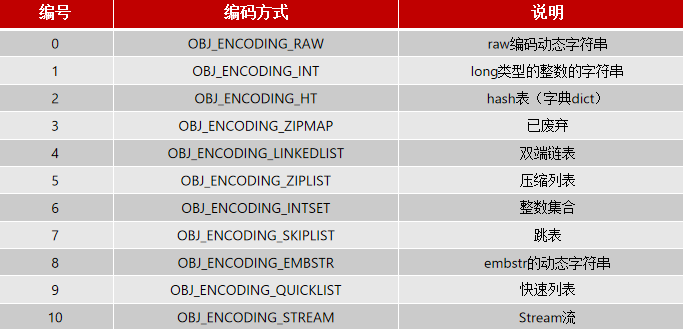 编号 编码方式 说明
0 OBJ_ENCODING_RAW raw编码动态字符串
1 OBJ_ENCODING_INT long类型的整数的字符串
2 OBJ_ENCODING_HT hash表（字典dict）
3 OBJ_ENCODING_ZIPMAP 已废弃
4 OBJ_ENCODING_LINKEDLIST 双端链表
5 OBJ_ENCODING_ZIPLIST 压缩列表
6 OBJ_ENCODING_INTSET 整数集合
7 OBJ_ENCODING_SKIPLIST 跳表
8 OBJ_ENCODING_EMBSTR embstr的动态字符串
9 OBJ_ENCODING_QUICKLIST 快速列表
10 OBJ_ENCODING_STREAM Stream流